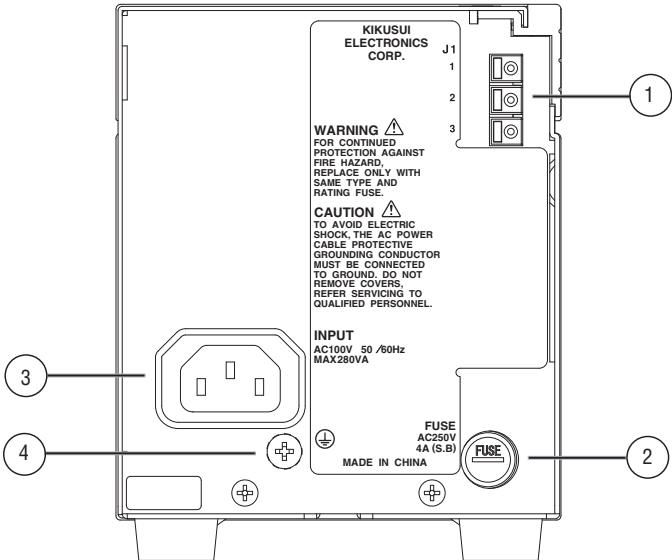 KIKUSUI
ELECTRONICS
CORP.
J1
1
2
3
1
WARNING
FOR CONTINUED
PROTECTION AGAINST
FIRE HAZARD,
REPLACE ONLY WITH
SAME TYPE AND
RATING FUSE.
CAUTION
TO AVOID ELECTRIC
SHOCK, THE AC POWER
CABLE PROTECTIVE
GROUNDING CONDUCTOR
MUST BE CONNECTED
TO GROUND. DO NOT
REMOVE COVERS,
REFER SERVICING TO
QUALIFIED PERSONNEL.
INPUT
AC100V 50 /60Hz
MAX280VA
3
4
FUSE
AC250V
4A (S.B)
MADE IN CHINA
FUSE
2